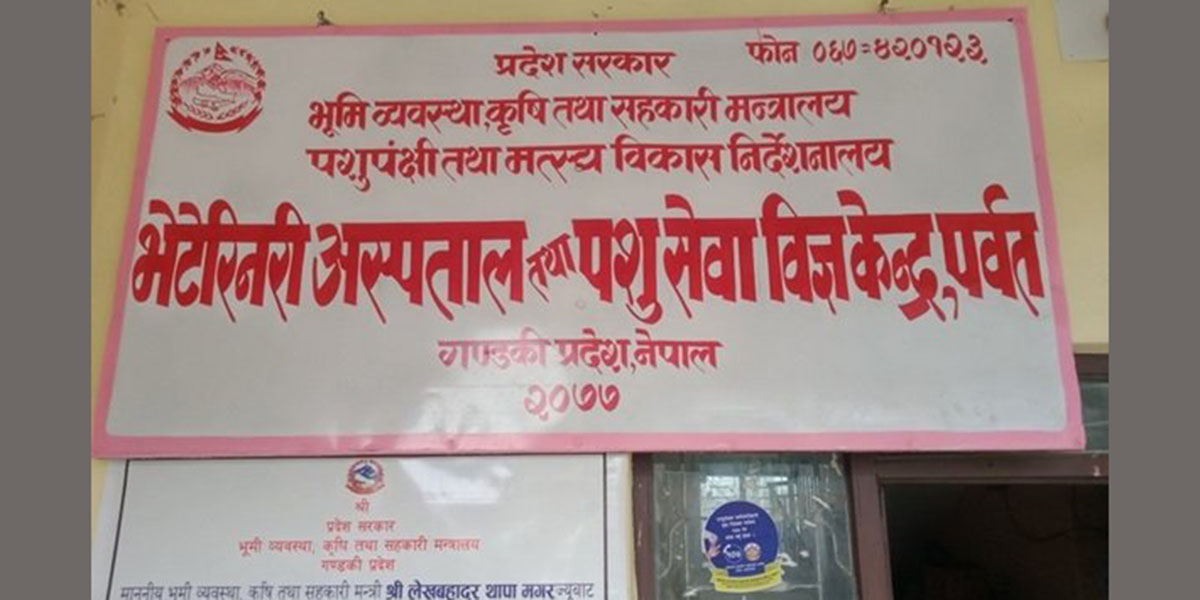 प्रदेश सरकार
फोन ०६७=४२०१२३
भूमि व्यवस्था,कृषि तथा सहकारी मन्त्रालय
पशुपंक्षी तथा मत्स्य विकास निर्देशनालय
भेटेरिनरी अस्पताल तथा पशु सेवा विज्ञ केन्द्र, पर्वत
गण्डकी प्रदेश,नेपाल
२०७७
श्री
प्रदेश सरकार
भूमी व्यवस्था, कृषि तथा सहकारी मन्त्रालय
गण्डकी प्रदेश
माननीय भूमी व्यवस्था, कृषि तथा सहकारी मन्त्री श्री लेखबहादुर थापा मगरज्यूबाट